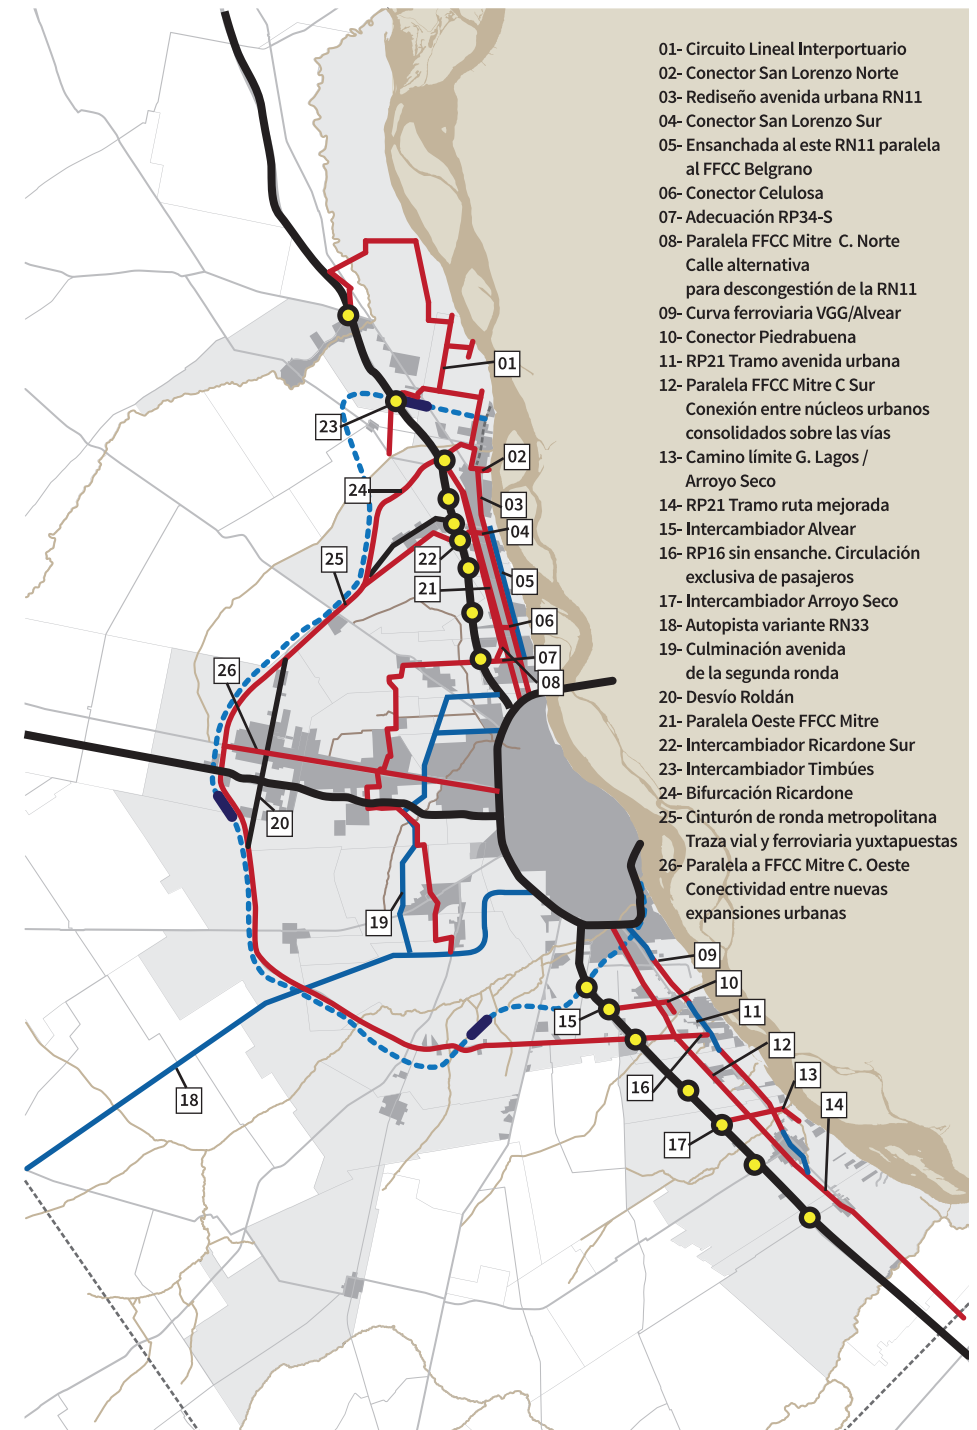 01- Circuito Lineal Interportuario
02- Conector San Lorenzo Norte
03- Rediseño avenida urbana RN11
04- Conector San Lorenzo Sur
05- Ensanchada al este RN11 paralela
al FFCC Belgrano
06- Conector Celulosa
07- Adecuación RP34-S
08- Paralela FFCC Mitre C. Norte
Calle alternativa
para descongestión de la RN11
09- Curva ferroviaria VGG/Alvear
10- Conector Piedrabuena
11- RP21 Tramo avenida urbana
12- Paralela FFCC Mitre C Sur
Conexión entre núcleos urbanos
consolidados sobre las vías
13- Camino límite G. Lagos /
Arroyo Seco
14- RP21 Tramo ruta mejorada
15- Intercambiador Alvear
16- RP16 sin ensanche. Circulación
exclusiva de pasajeros
17- Intercambiador Arroyo Seco
18- Autopista variante RN33
19- Culminación avenida
de la segunda ronda
20- Desvío Roldán
21- Paralela Oeste FFCC Mitre
22- Intercambiador Ricardone Sur
23- Intercambiador Timbúes
24- Bifurcación Ricardone
25- Cinturón de ronda metropolitana
Traza vial y ferroviaria yuxtapuestas
26- Paralela a FFCC Mitre C. Oeste
Conectividad entre nuevas
expansiones urbanas
01
23
02
24
03
04
22
25
05
21
06
07
26
08
20
19
09
10
11
15
12
13
16
18
14
17